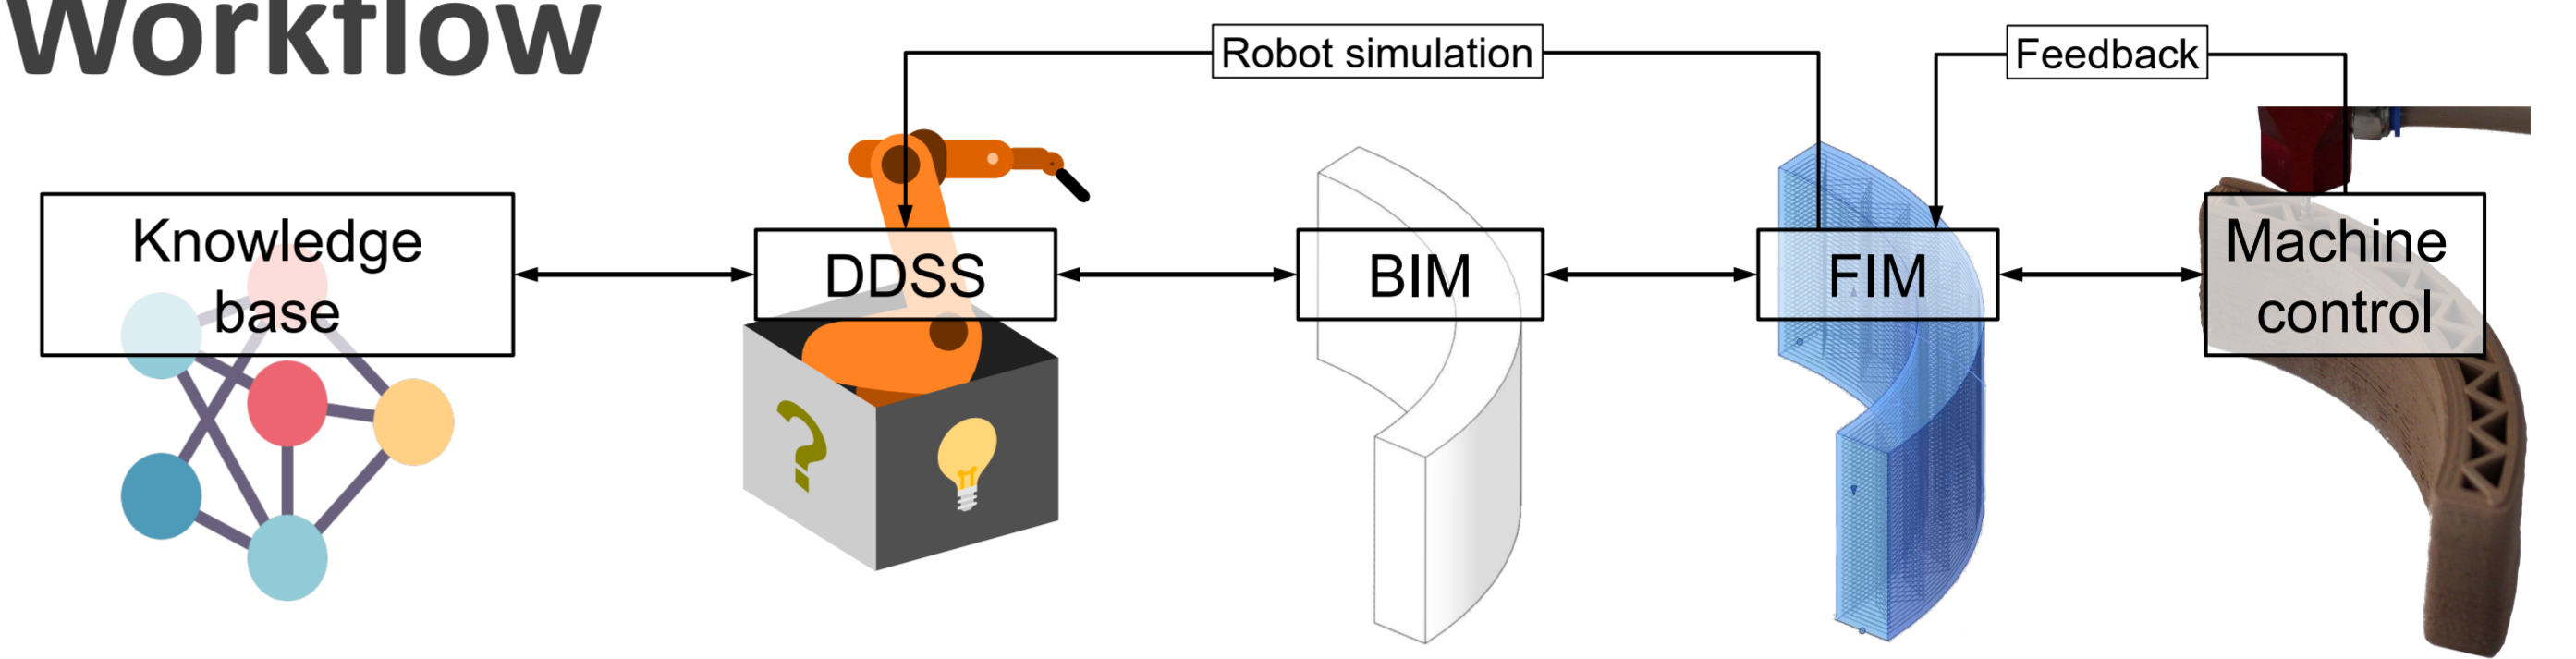 Workflow
Robot simulation
Feedback
Knowledge
base
DDSS
BIM
FIM
Machine
control
?